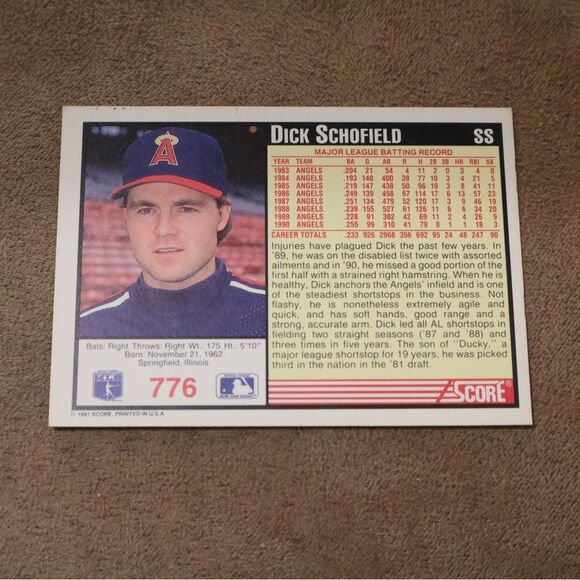 A
DICK SCHOFIELD SS
MAJOR LEAGUE BATTING RECORD
YEAR TEAM BA G AB R H 2B 3B HR RBI SB
1983 ANGELS .204 21 54 4 11 2 0 3 4 0
1984 ANGELS .193 140 400 39 77 10 3 4 21 5
1985 ANGELS .219 147 438 50 96 19 3 8 41 11
1986 ANGELS .249 139 458 67 114 17 6 13 57 23
1987 ANGELS .251 134 479 52 120 17 3 9 46 19
1988 ANGELS .239 155 527 61 126 11 6 6 34 20
1989 ANGELS .228 91 302 42 69 11 2 4 26 9
1990 ANGELS .255 99 310 41 79 8 1 1 18 3
CAREER TOTALS .233 926 2968 356 692 95 24 48 247 90
Injuries have plagued Dick the past few years. In
'89, he was on the disabled list twice with assorted
ailments and in '90, he missed a good portion of the
first half with a strained right hamstring. When he is
healthy, Dick anchors the Angels' infield and is one
of the steadiest shortstops in the business. Not
flashy, he is nonetheless extremely agile and
quick, and has soft hands, good range and a
strong, accurate arm. Dick led all AL shortstops in
fielding two straight seasons ('87 and '88) and
three times in five years. The son of "Ducky," a
major league shortstop for 19 years, he was picked
third in the nation in the '81 draft.
Bats: Right Throws: Right Wt.: 175 Ht.: 5'10"
Born: November 21, 1962
Springfield, Illinois
776
SCORE®
© 1991 SCORE, PRINTED IN U.S.A.